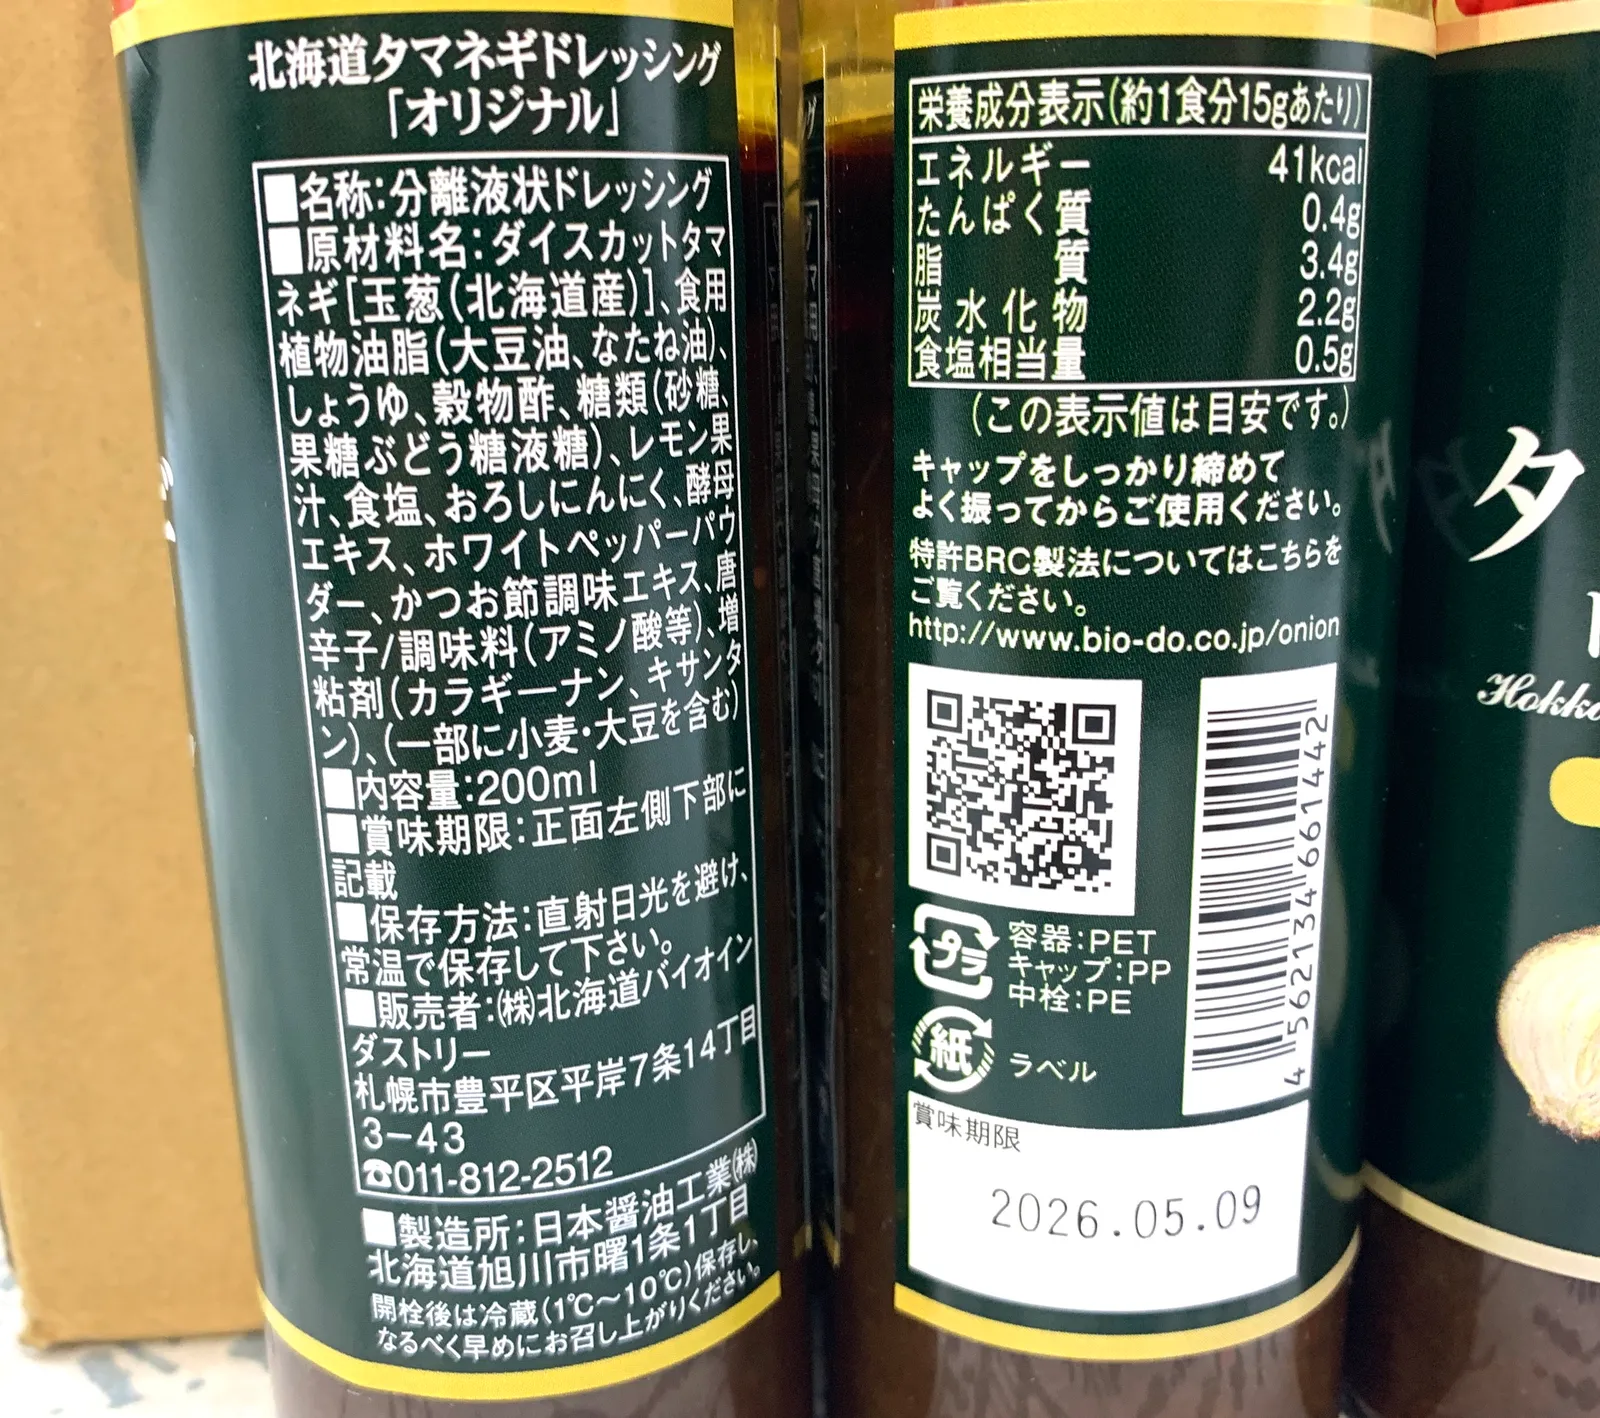 北海道タマネギドレッシング
「オリジナル」
■名称:分離液状ドレッシング
■原材料名:ダイスカットタマ
ネギ[玉葱(北海道産)]、食用
植物油脂(大豆油、なたね油)、
しょうゆ、穀物酢、糖類(砂糖、
果糖ぶどう糖液糖)、レモン果
汁、食塩、おろしにんにく、酵母
エキス、ホワイトペッパーパウ
ダー、かつお節調味エキス、唐
辛子/調味料(アミノ酸等)、増
粘剤(カラギーナン、キサンタ
ン)、(一部に小麦・大豆を含む)
■内容量:200ml
■賞味期限:正面左側下部に
記載
■保存方法:直射日光を避け、
常温で保存して下さい。
■販売者:㈱北海道バイオイン
ダストリー
札幌市豊平区平岸7条14丁目
3−43
☎011-812-2512
■製造所:日本醤油工業㈱
北海道旭川市曙1条1丁目
開栓後は冷蔵(1℃〜10℃)保存し、
なるべく早めにお召し上がりください。
栄養成分表示(約1食分15gあたり)
エネルギー 41kcal
たんぱく質 0.4g
脂質 3.4g
炭水化物 2.2g
食塩相当量 0.5g
(この表示値は目安です。)
キャップをしっかり締めて
よく振ってからご使用ください。
特許BRC製法についてはこちらを
ご覧ください。
http://www.bio-do.co.jp/onion
4562134661442
プラ
容器:PET
キャップ:PP
中栓:PE
紙
ラベル
賞味期限
2026.05.09
タ